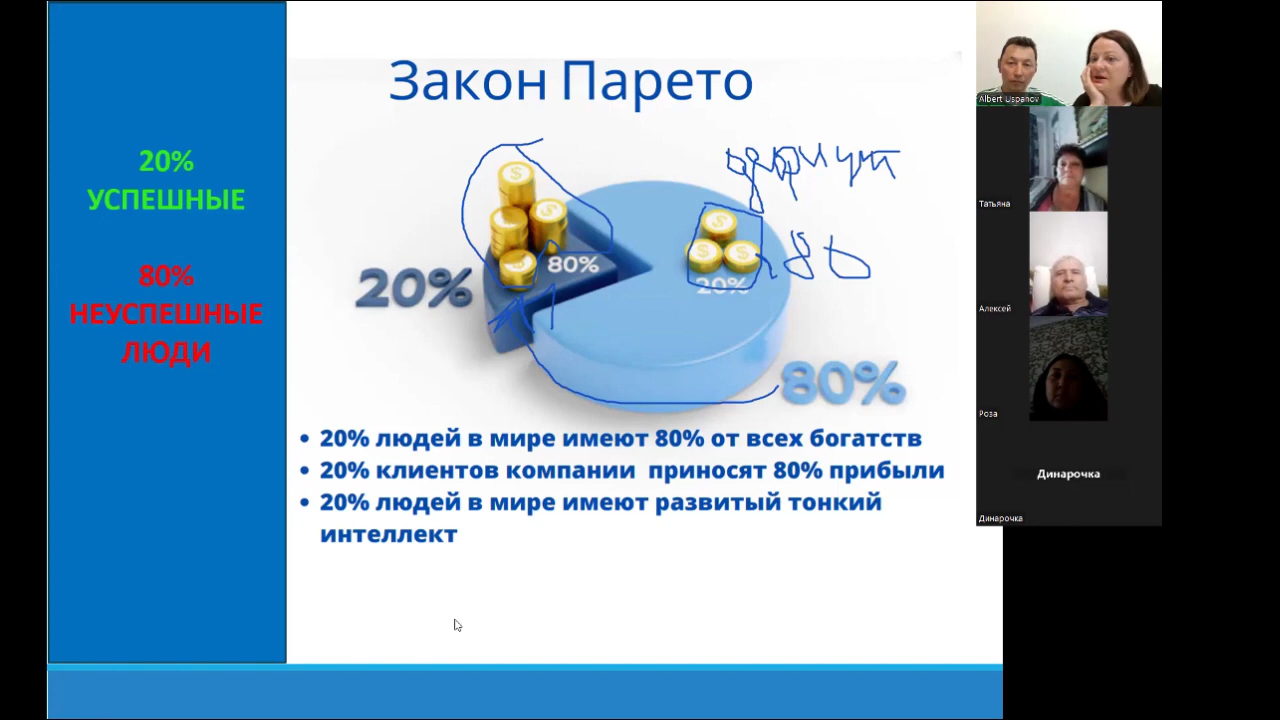 Закон Парето
20%
УСПЕШНЫЕ
80%
НЕУСПЕШНЫЕ
ЛЮДИ
20%
80%
20%
80
80%
20% людей в мире имеют 80% от всех богатств
20% клиентов компании приносят 80% прибыли
20% людей в мире имеют развитый тонкий
интеллект
Albert Uspanov
Татьяна
Алексей
Роза
Динарочка
Динарочка